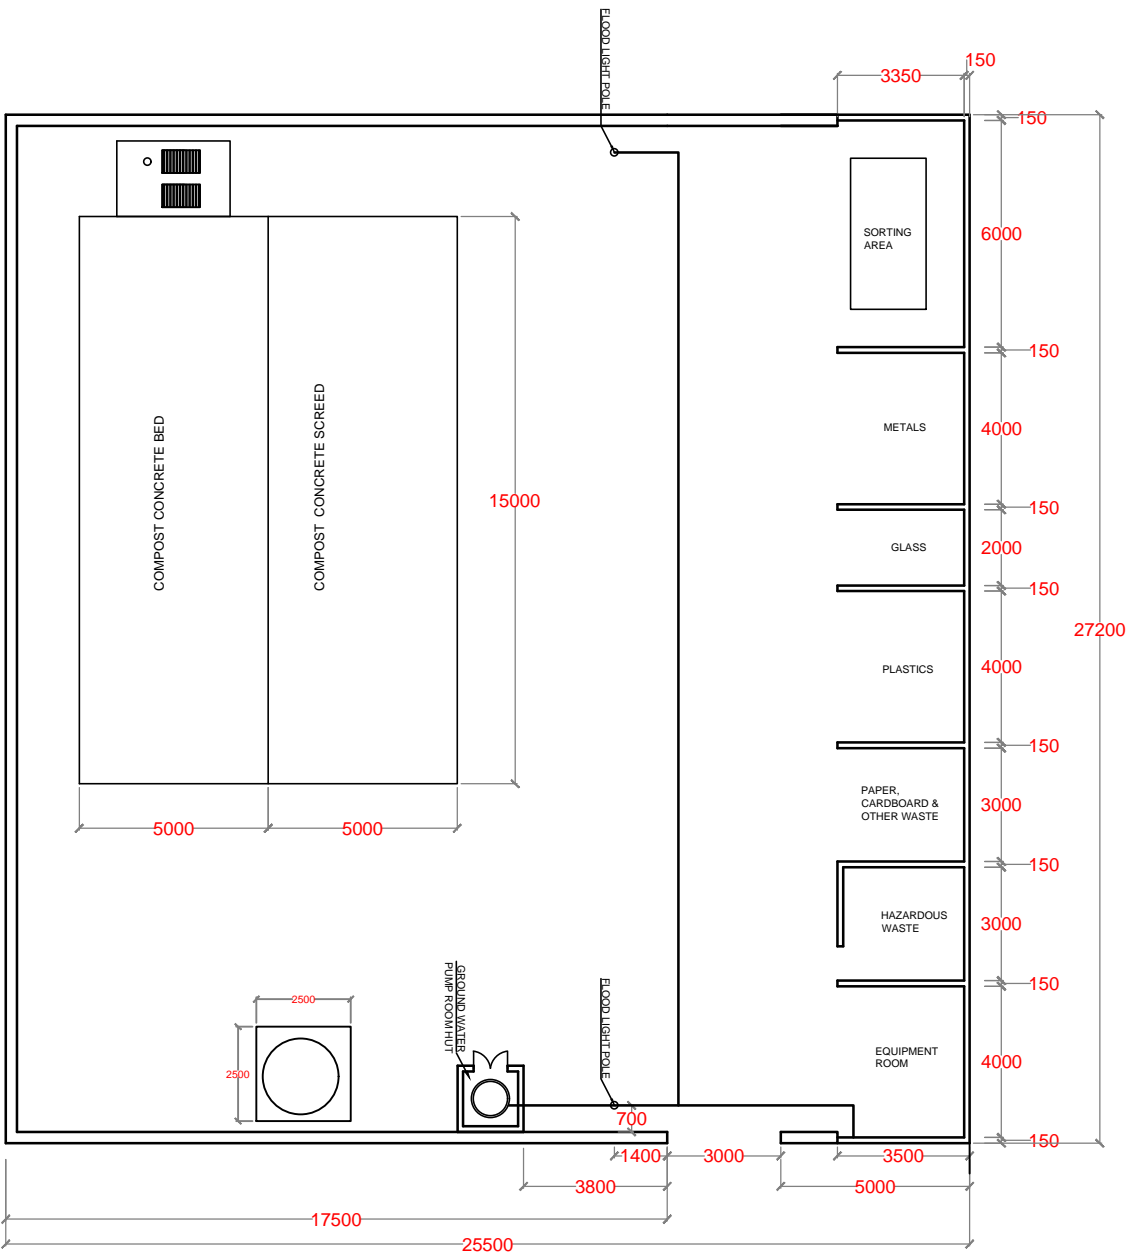 FLOOD LIGHT POLE
150
3350
150
SORTING
AREA
6000
150
METALS
4000
COMPOST CONCRETE BED
COMPOST CONCRETE SCREED
15000
150
GLASS
2000
150
27200
PLASTICS
4000
150
PAPER,
CARDBOARD &
OTHER WASTE
3000
5000
5000
150
HAZARDOUS
WASTE
3000
150
2500
2500
GROUND WATER
PUMP ROOM HUT
FLOOD LIGHT POLE
EQUIPMENT
ROOM
4000
700
150
1400
3000
3500
3800
5000
17500
25500